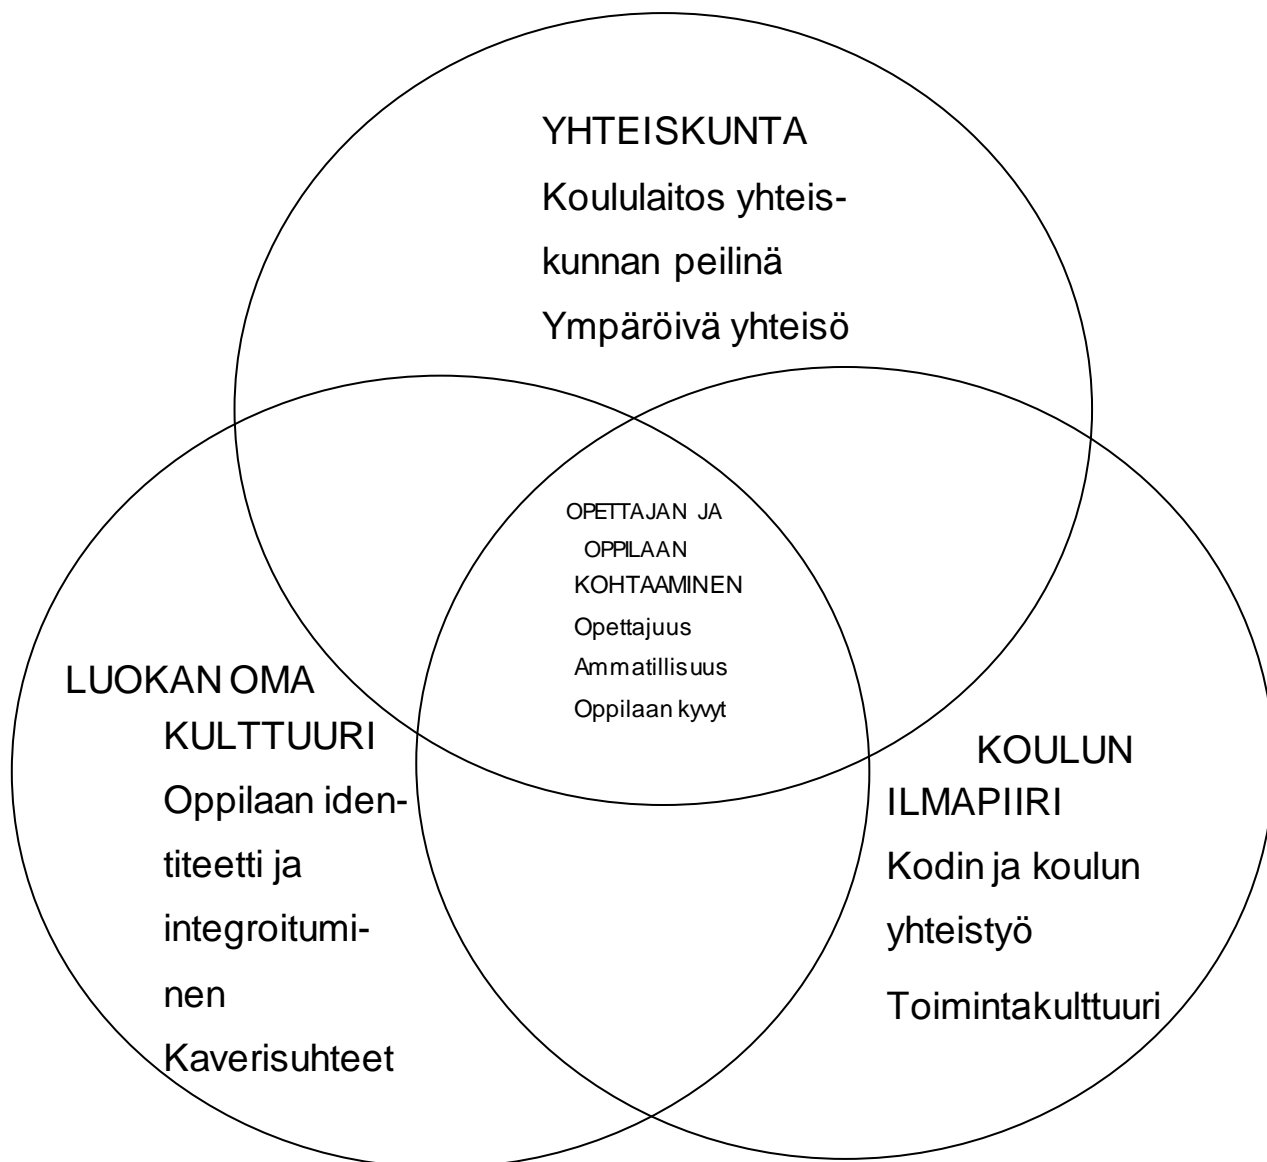 YHTEISKUNTA
Koululaitos yhteis-
kunnan peilinä
Ympäröivä yhteisö
OPETTAJAN JA
OPPILAAN
KOHTAAMINEN
Opettajuus
Ammatillisuus
Oppilaan kyvyt
LUOKAN OMA
KULTTUURI
Oppilaan iden-
titeetti ja
integroitumi-
nen
Kaverisuhteet
KOULUN
ILMAPIIRI
Kodin ja koulun
yhteistyö
Toimintakulttuuri